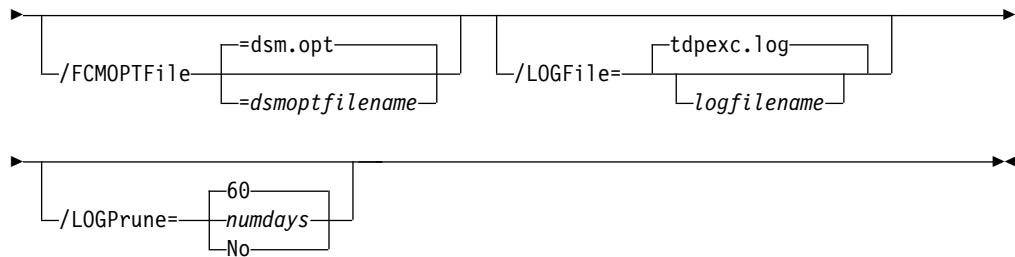 =dsm.opt
/FCMOPTFile
=dsmoptfilename
tdpexc.log
/LOGFile=
logfilename
60
/LOGPrune=
numdays
No